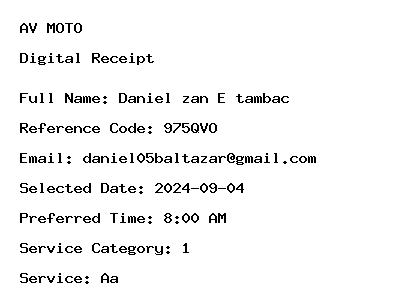 AV MOTO
Digital Receipt
Full Name: Daniel zan E tambac
Reference Code: 975QVO
Email: daniel05baltazar@gmail.com
Selected Date: 2024-09-04
Preferred Time: 8:00 AM
Service Category: 1
Service: Aa